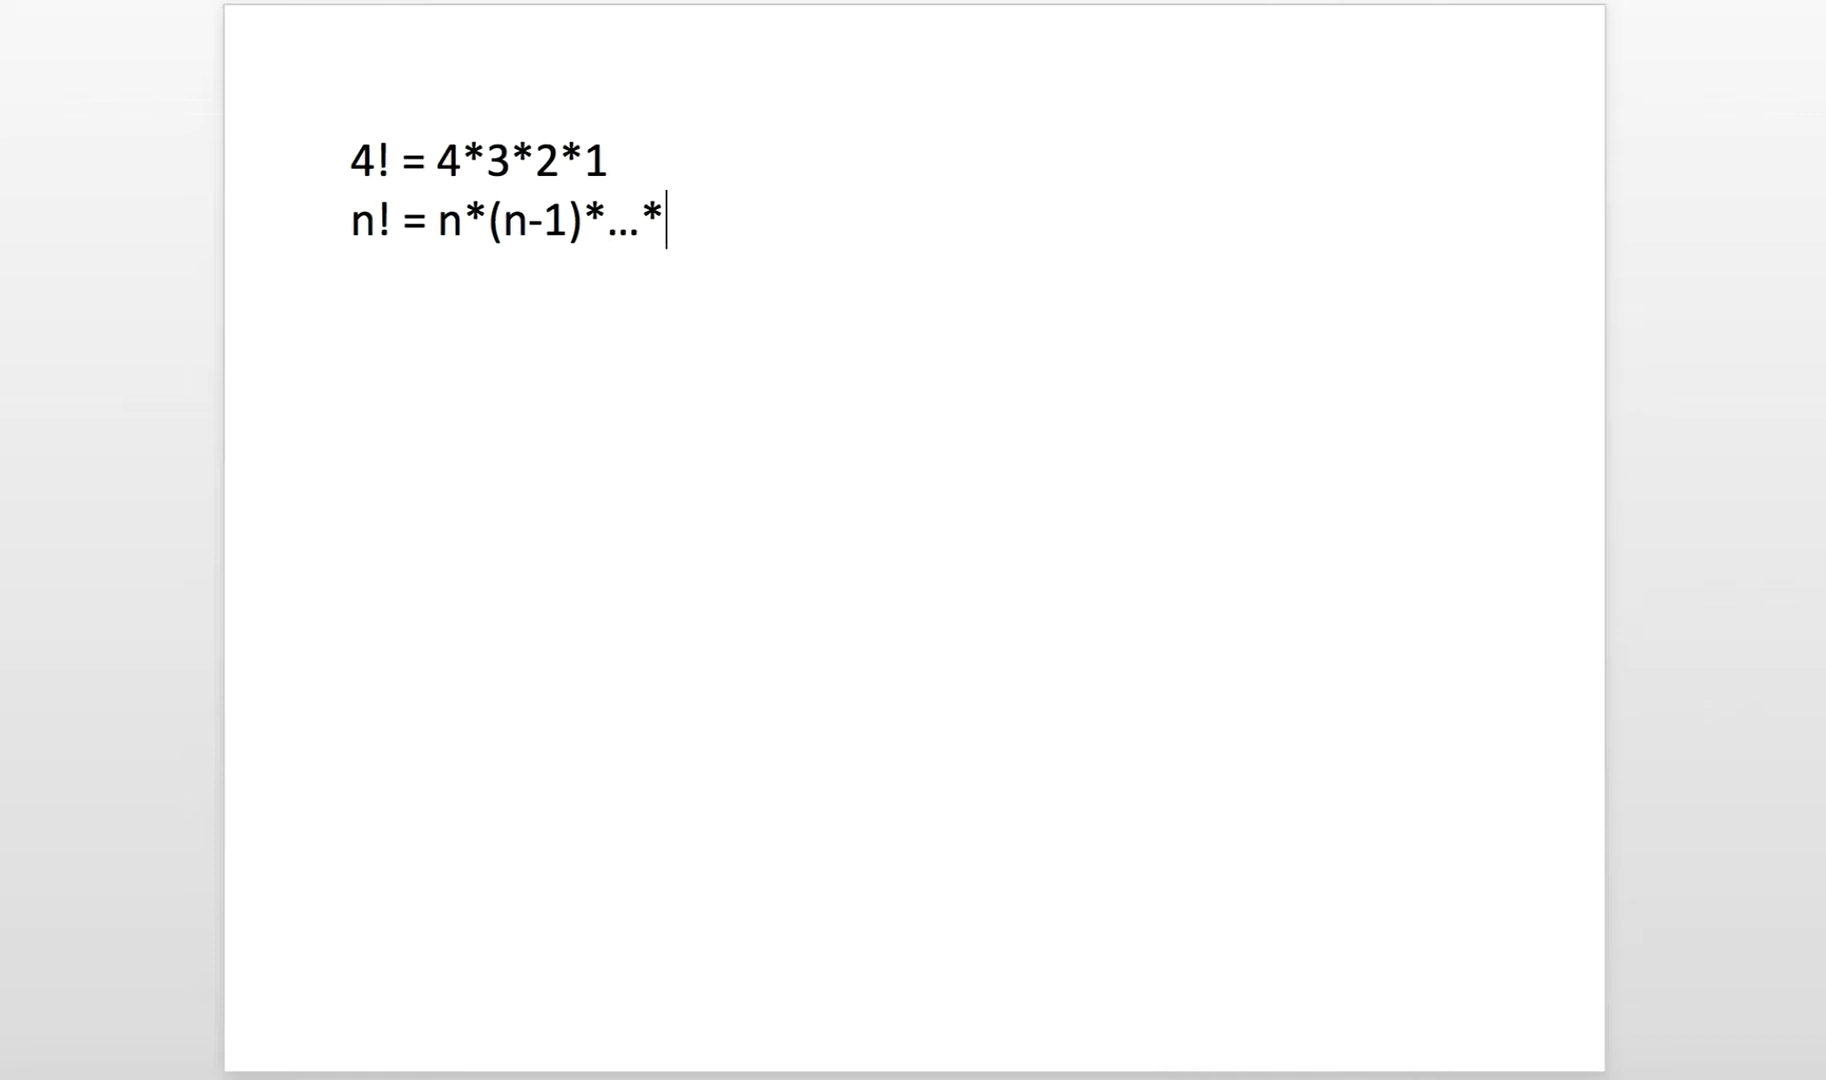 4! = 4*3*2*1
n! = n*(n-1)*...*